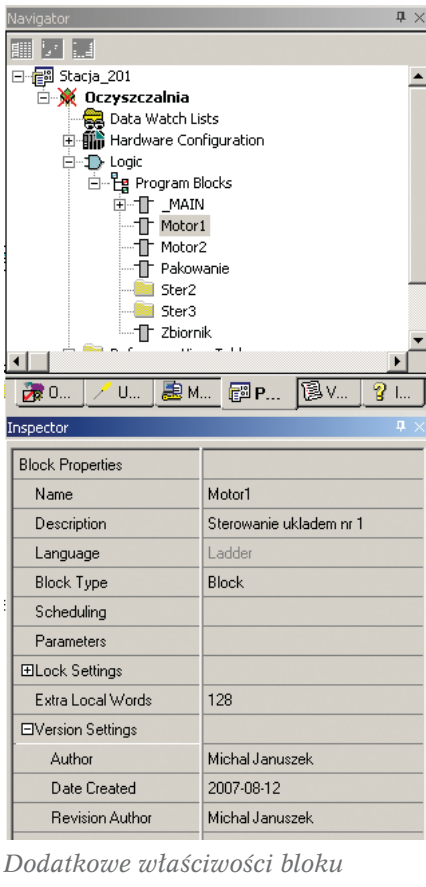 Navigator
Stacja_201
Oczyszczalnia
Data Watch Lists
Hardware Configuration
Logic
Program Blocks
_MAIN
Motor1
Motor2
Pakowanie
Ster2
Ster3
Zbiornik
O... U... M... P... V... I...
Inspector
Block Properties
Name Motor1
Description Sterowanie ukladem nr 1
Language Ladder
Block Type Block
Scheduling
Parameters
Lock Settings
Extra Local Words 128
Version Settings
Author Michal Januszek
Date Created 2007-08-12
Revision Author Michal Januszek
Dodatkowe właściwości bloku